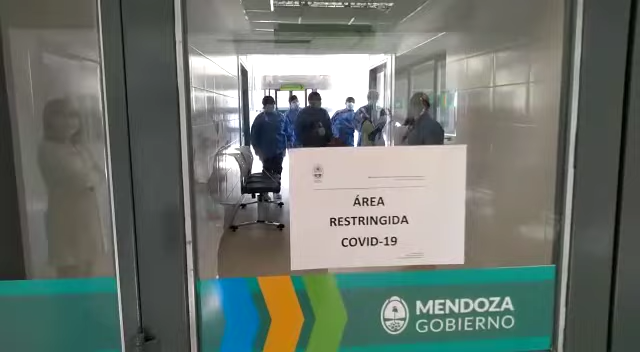 ÁREA
RESTRINGIDA
COVID-19
MENDOZA
GOBIERNO